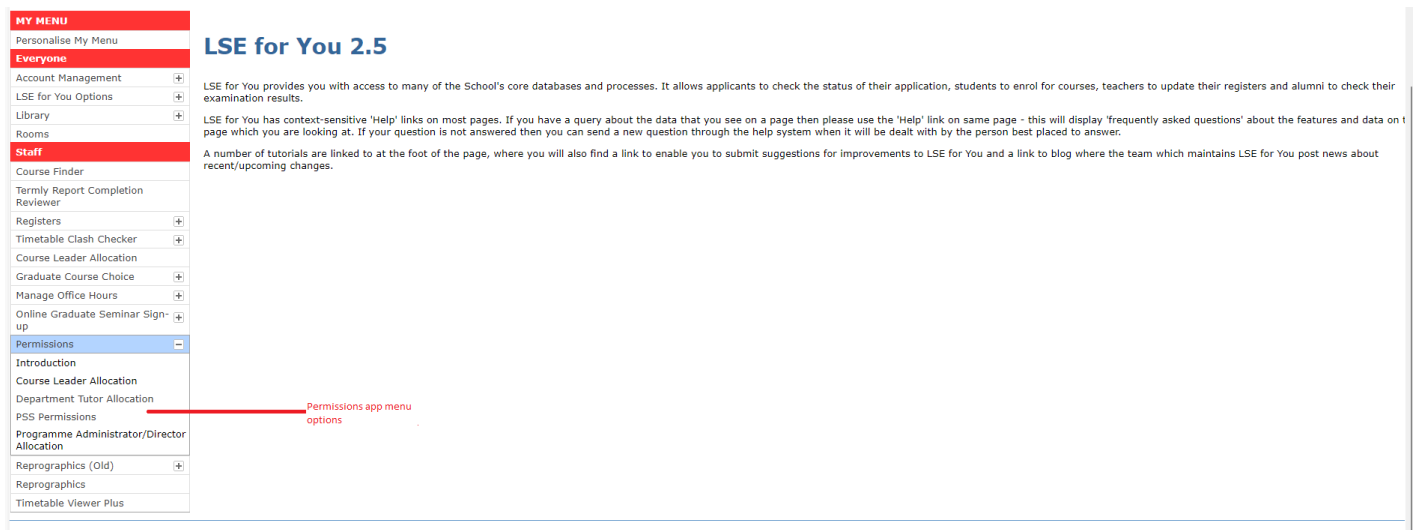 MY MENU
Personalise My Menu
Everyone
Account Management
LSE for You Options
Library
Rooms
Staff
Course Finder
Termly Report Completion
Reviewer
Registers
Timetable Clash Checker
Course Leader Allocation
Graduate Course Choice
Manage Office Hours
Online Graduate Seminar Sign-
up
Permissions
Introduction
Course Leader Allocation
Department Tutor Allocation
PSS Permissions
Programme Administrator/Director
Allocation
Reprographics (Old)
Reprographics
Timetable Viewer Plus
LSE for You 2.5
LSE for You provides you with access to many of the School's core databases and processes. It allows applicants to check the status of their application, students to enrol for courses, teachers to update their registers and alumni to check their
examination results.
LSE for You has context-sensitive 'Help' links on most pages. If you have a query about the data that you see on a page then please use the 'Help' link on same page - this will display 'frequently asked questions' about the features and data on
page which you are looking at. If your question is not answered then you can send a new question through the help system when it will be dealt with by the person best placed to answer.
A number of tutorials are linked to at the foot of the page, where you will also find a link to enable you to submit suggestions for improvements to LSE for You and a link to blog where the team which maintains LSE for You post news about
recent/upcoming changes.
Permissions app menu
options